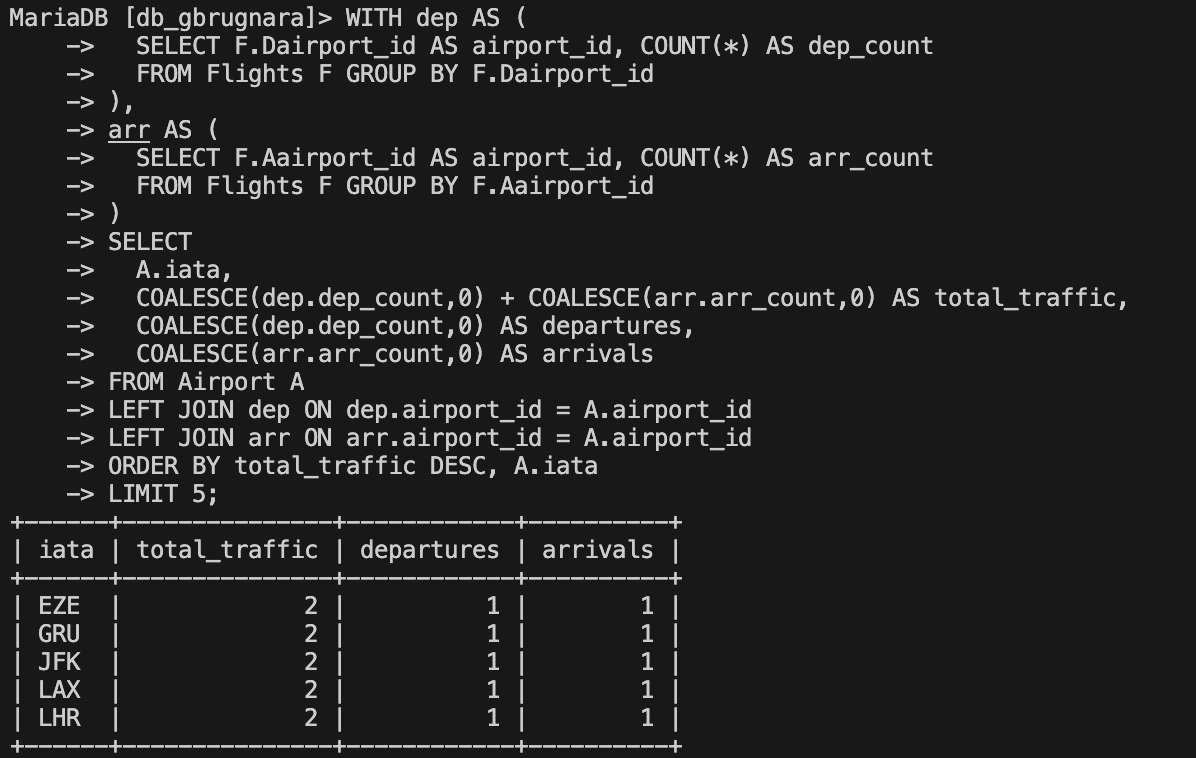 MariaDB [db_gbrugnara]> WITH dep AS (
    ->   SELECT F.Dairport_id AS airport_id, COUNT(*) AS dep_count
    ->   FROM Flights F GROUP BY F.Dairport_id
    -> ),
    -> arr AS (
    ->   SELECT F.Aairport_id AS airport_id, COUNT(*) AS arr_count
    ->   FROM Flights F GROUP BY F.Aairport_id
    -> )
    -> SELECT
    ->   A.iata,
    ->   COALESCE(dep.dep_count,0) + COALESCE(arr.arr_count,0) AS total_traffic,
    ->   COALESCE(dep.dep_count,0) AS departures,
    ->   COALESCE(arr.arr_count,0) AS arrivals
    -> FROM Airport A
    -> LEFT JOIN dep ON dep.airport_id = A.airport_id
    -> LEFT JOIN arr ON arr.airport_id = A.airport_id
    -> ORDER BY total_traffic DESC, A.iata
    -> LIMIT 5;
+------+---------------+------------+----------+
| iata | total_traffic | departures | arrivals |
+------+---------------+------------+----------+
| EZE  |             2 |          1 |        1 |
| GRU  |             2 |          1 |        1 |
| JFK  |             2 |          1 |        1 |
| LAX  |             2 |          1 |        1 |
| LHR  |             2 |          1 |        1 |
+------+---------------+------------+----------+